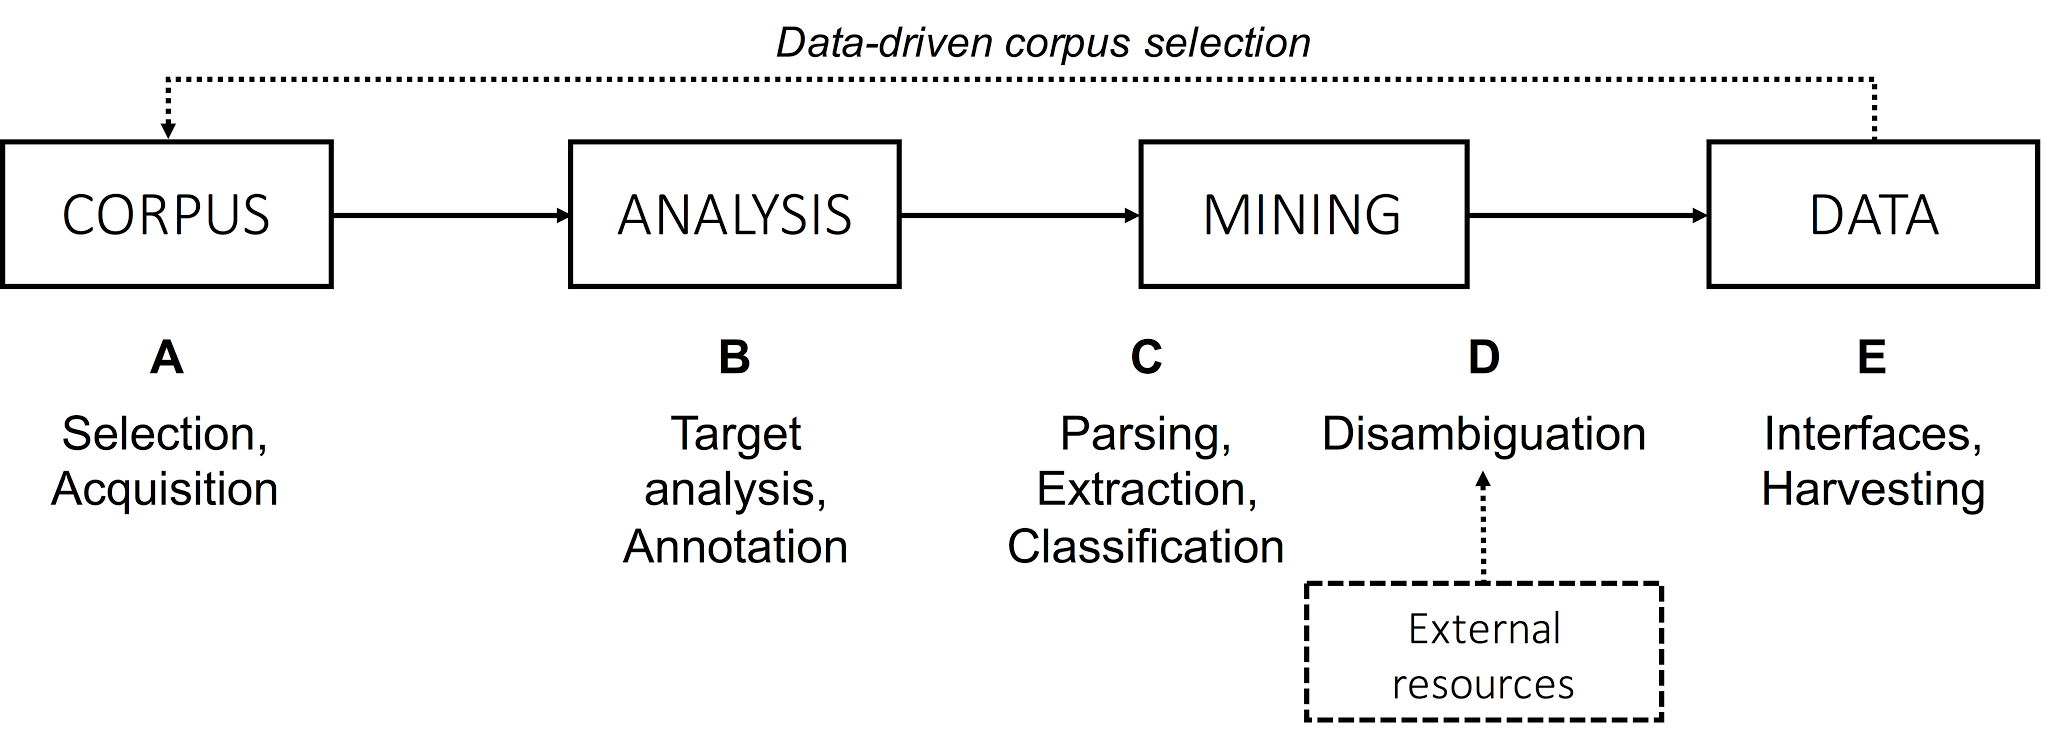 Data-driven corpus selection
CORPUS
ANALYSIS
MINING
DATA
A
Selection,
Acquisition
B
Target
analysis,
Annotation
C
Parsing,
Extraction,
Classification
D
Disambiguation
External
resources
E
Interfaces,
Harvesting